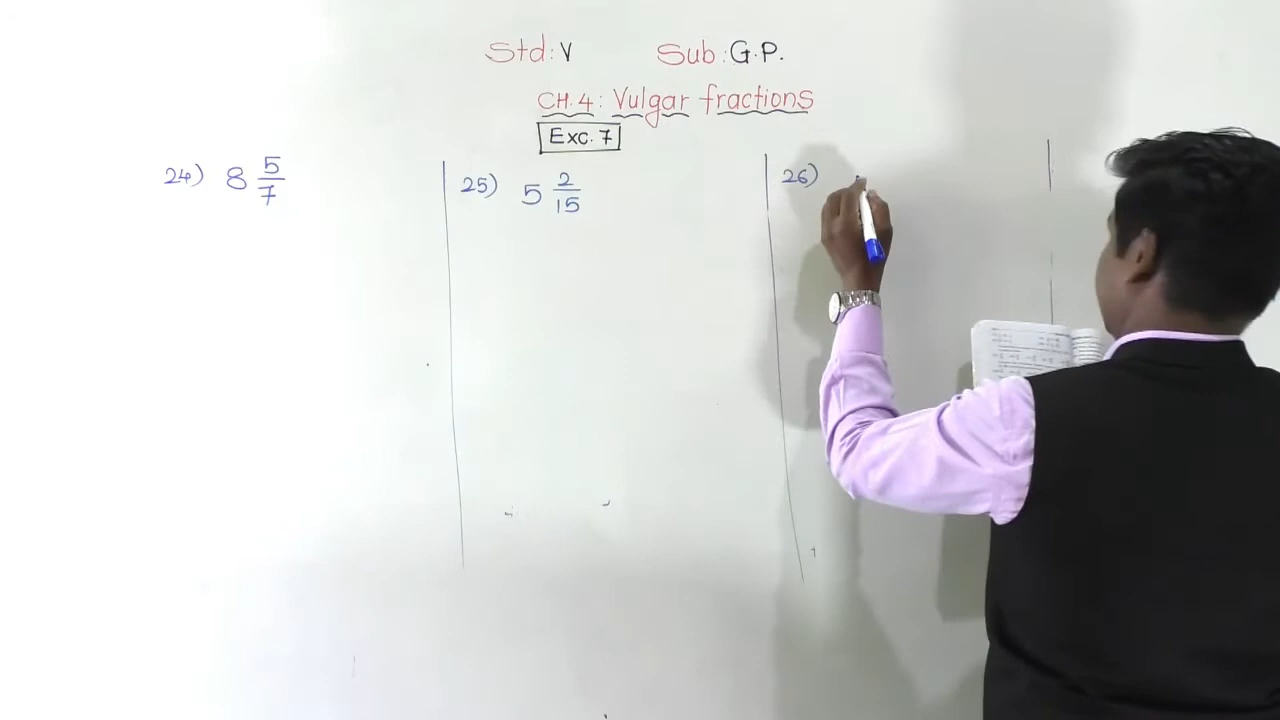 Std: V Sub: G.P.
CH.4: Vulgar fractions
Exc. 7
24) 8 5/7
25) 5 2/15
26)